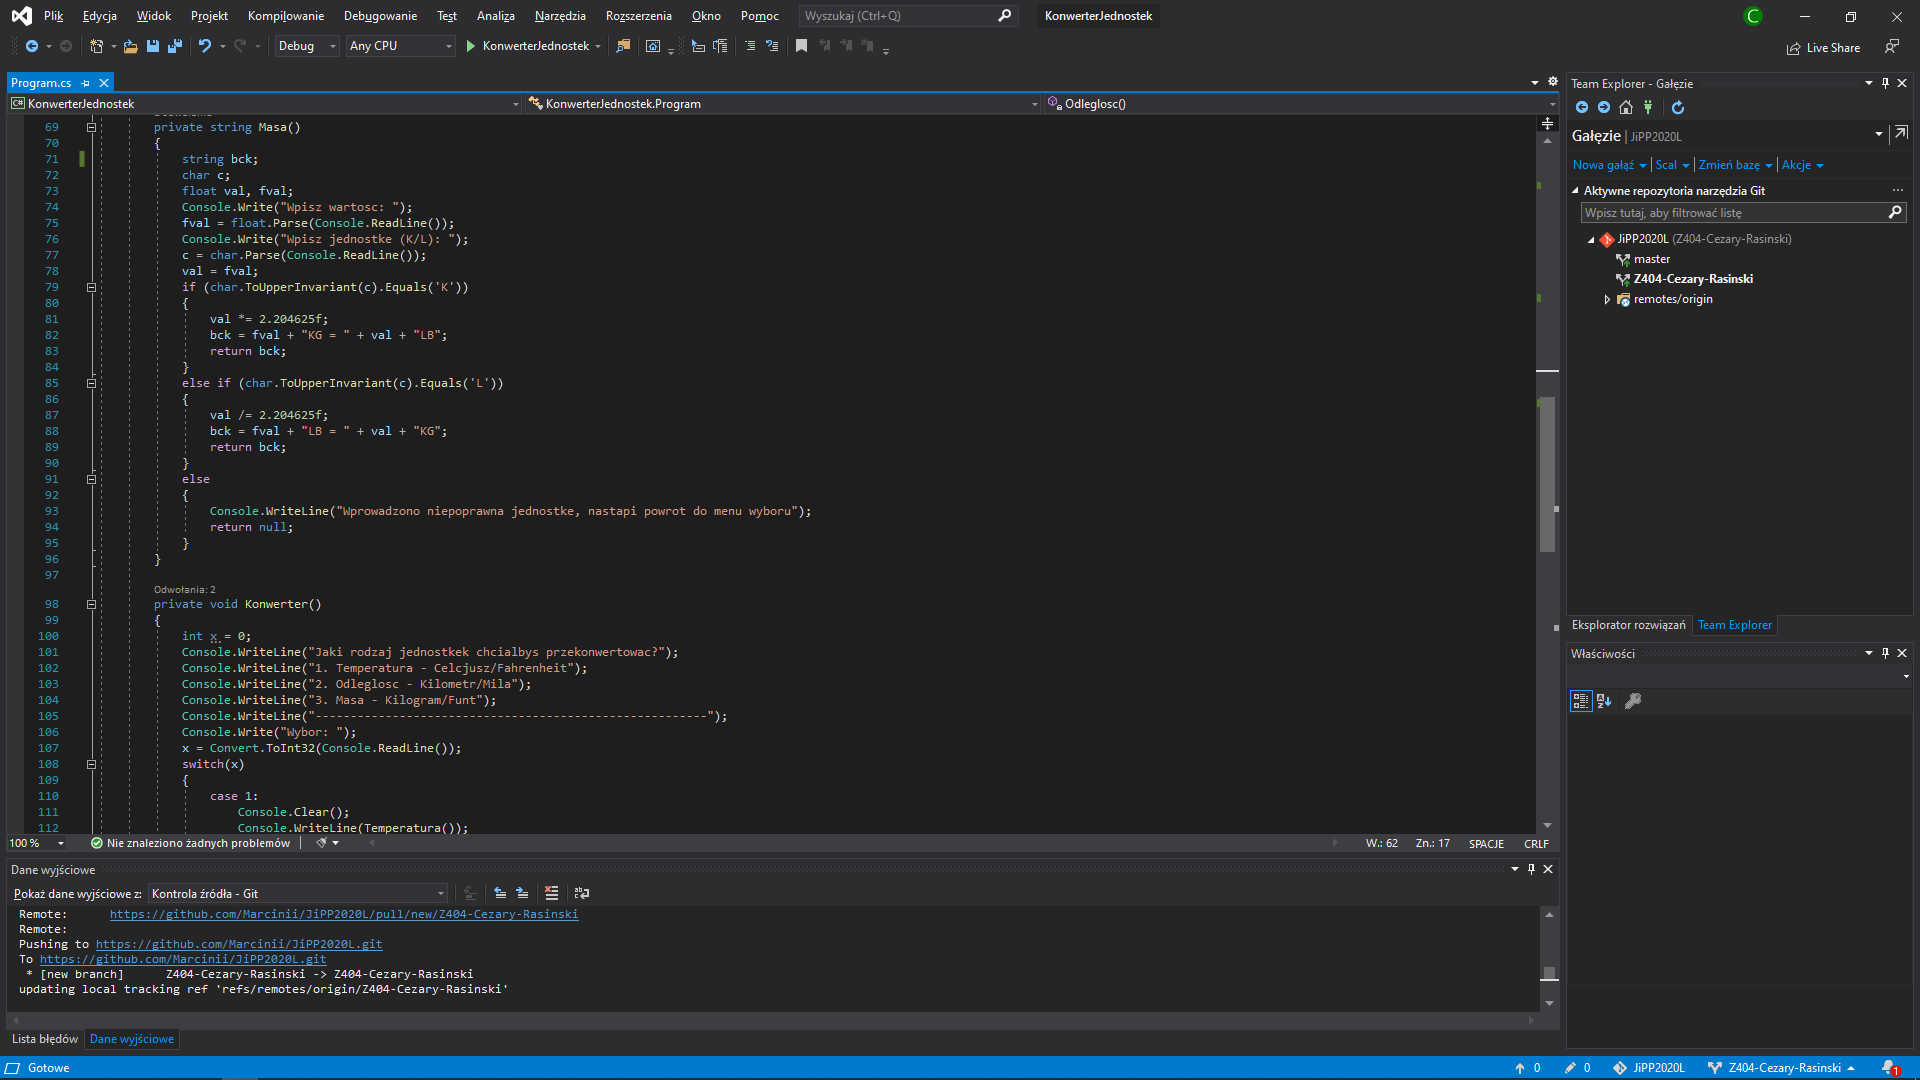 Plik Edycja Widok Projekt Kompilowanie Debugowanie Test Analiza Narzędzia Rozszerzenia Okno Pomoc Wyszukaj (Ctrl+Q) KonwerterJednostek C
Debug Any CPU KonwerterJednostek Live Share
Program.cs
C# KonwerterJednostek KonwerterJednostek.Program Odleglosc()
69 private string Masa()
70 {
71 string bck;
72 char c;
73 float val, fval;
74 Console.Write("Wpisz wartosc: ");
75 fval = float.Parse(Console.ReadLine());
76 Console.Write("Wpisz jednostke (K/L): ");
77 c = char.Parse(Console.ReadLine());
78 val = fval;
79 if (char.ToUpperInvariant(c).Equals('K'))
80 {
81 val *= 2.204625f;
82 bck = fval + "KG = " + val + "LB";
83 return bck;
84 }
85 else if (char.ToUpperInvariant(c).Equals('L'))
86 {
87 val /= 2.204625f;
88 bck = fval + "LB = " + val + "KG";
89 return bck;
90 }
91 else
92 {
93 Console.WriteLine("Wprowadzono niepoprawna jednostke, nastapi powrot do menu wyboru");
94 return null;
95 }
96 }
97
Odwołania: 2
98 private void Konwerter()
99 {
100 int x = 0;
101 Console.WriteLine("Jaki rodzaj jednostkek chcialbys przekonwertowac?");
102 Console.WriteLine("1. Temperatura - Celcjusz/Fahrenheit");
103 Console.WriteLine("2. Odleglosc - Kilometr/Mila");
104 Console.WriteLine("3. Masa - Kilogram/Funt");
105 Console.WriteLine("--------------------------------------------------------");
106 Console.Write("Wybor: ");
107 x = Convert.ToInt32(Console.ReadLine());
108 switch(x)
109 {
110 case 1:
111 Console.Clear();
112 Console.WriteLine(Temperatura());
100 % Nie znaleziono żadnych problemów W.: 62 Zn.: 17 SPACJE CRLF
Dane wyjściowe
Pokaż dane wyjściowe z: Kontrola źródła - Git
Remote: https://github.com/Marcinii/JiPP2020L/pull/new/Z404-Cezary-Rasinski
Remote:
Pushing to https://github.com/Marcinii/JiPP2020L.git
To https://github.com/Marcinii/JiPP2020L.git
* [new branch] Z404-Cezary-Rasinski -> Z404-Cezary-Rasinski
updating local tracking ref 'refs/remotes/origin/Z404-Cezary-Rasinski'
Lista błędów Dane wyjściowe
Team Explorer - Gałęzie
Gałęzie | JiPP2020L
Nowa gałąź Scal Zmień bazę Akcje
Aktywne repozytoria narzędzia Git ...
Wpisz tutaj, aby filtrować listę
JiPP2020L (Z404-Cezary-Rasinski)
master
Z404-Cezary-Rasinski
remotes/origin
Eksplorator rozwiązań Team Explorer
Właściwości
Gotowe 0 0 JiPP2020L Z404-Cezary-Rasinski 1